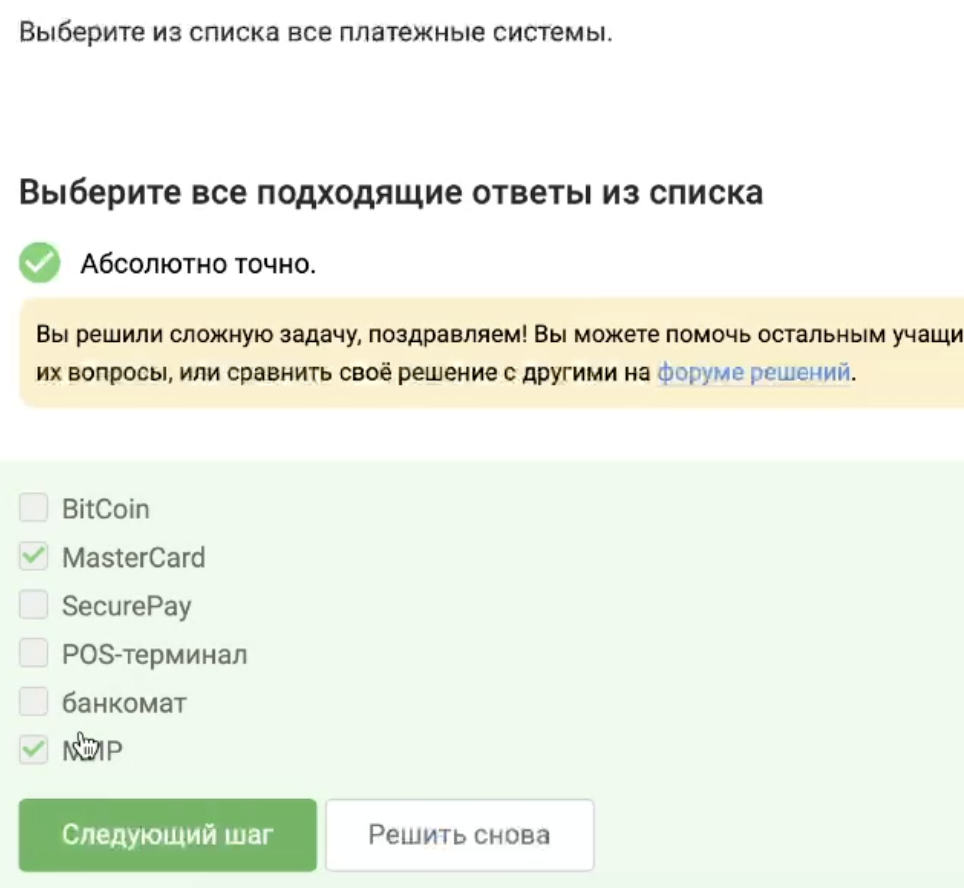 Выберите из списка все платежные системы.
Выберите все подходящие ответы из списка
Абсолютно точно.
Вы решили сложную задачу, поздравляем! Вы можете помочь остальным учащи
их вопросы, или сравнить своё решение с другими на форуме решений.
BitCoin
MasterCard
SecurePay
POS-терминал
банкомат
МИР
Следующий шаг
Решить снова